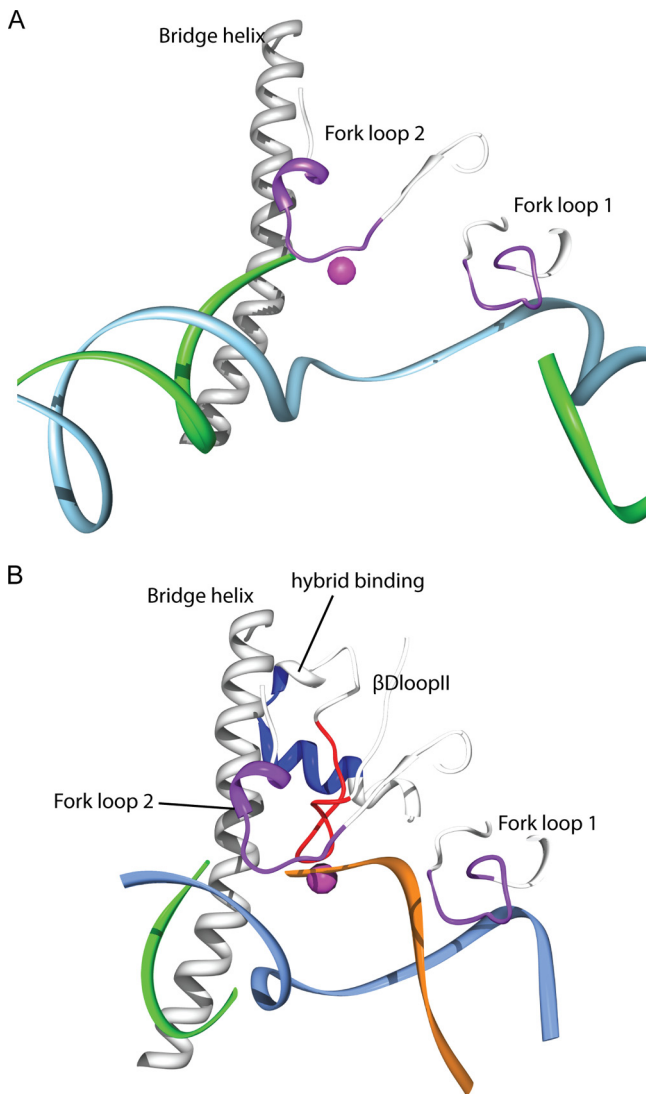 A
Bridge helix
Fork loop 2
Fork loop 1
B
hybrid binding
Bridge helix
βDloopII
Fork loop 2
Fork loop 1